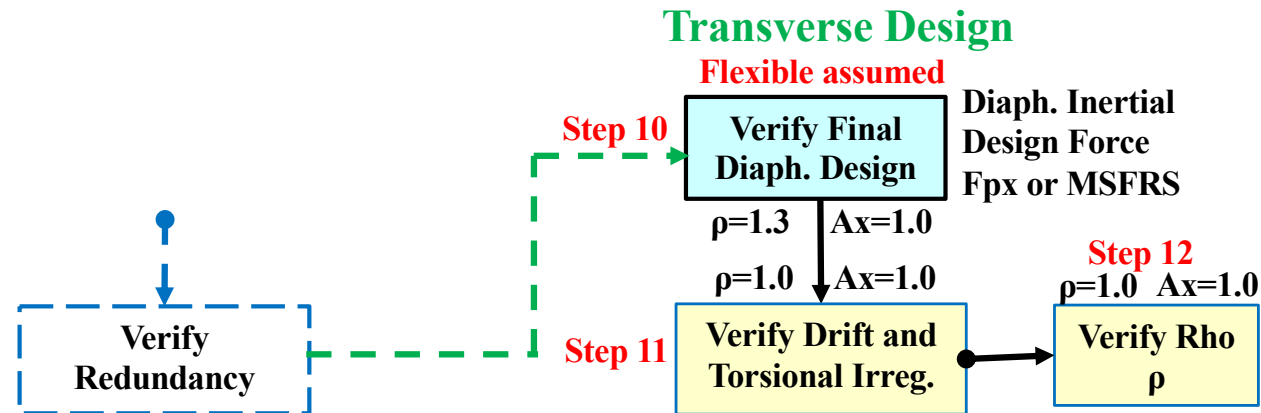 Transverse Design
Flexible assumed
Step 10
Verify Final
Diaph. Design
Diaph. Inertial
Design Force
Fpx or MSFRS
ρ=1.3 Ax=1.0
ρ=1.0 Ax=1.0
Step 12
ρ=1.0 Ax=1.0
Verify
Redundancy
Step 11
Verify Drift and
Torsional Irreg.
Verify Rho
ρ